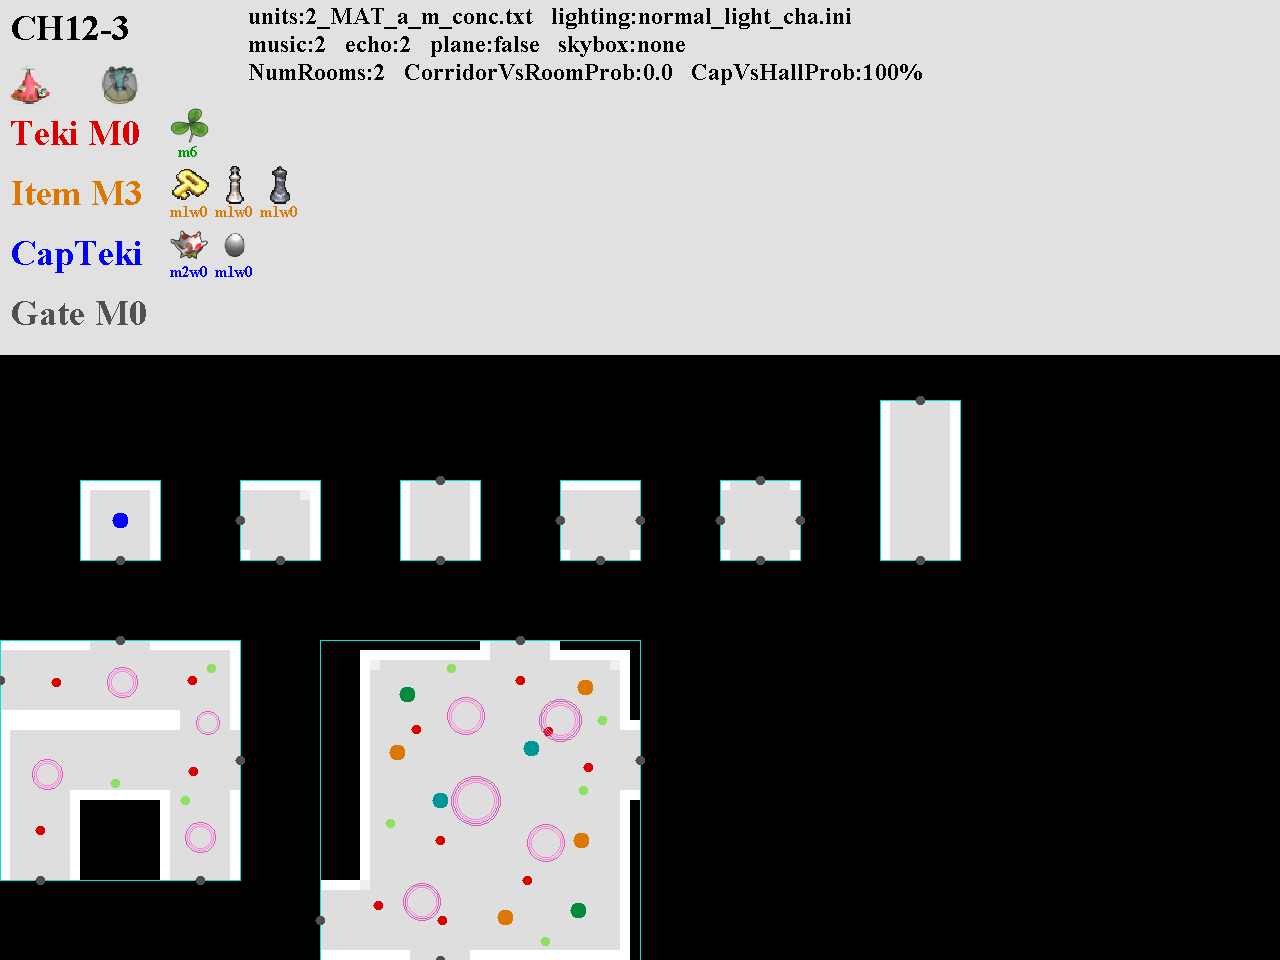 CH12-3
units:2_MAT_a_m_conc.txt lighting:normal_light_cha.ini
music:2 echo:2 plane:false skybox:none
NumRooms:2 CorridorVsRoomProb:0.0 CapVsHallProb:100%
Teki M0
m6
Item M3
m1w0 m1w0 m1w0
CapTeki
m2w0 m1w0
Gate M0